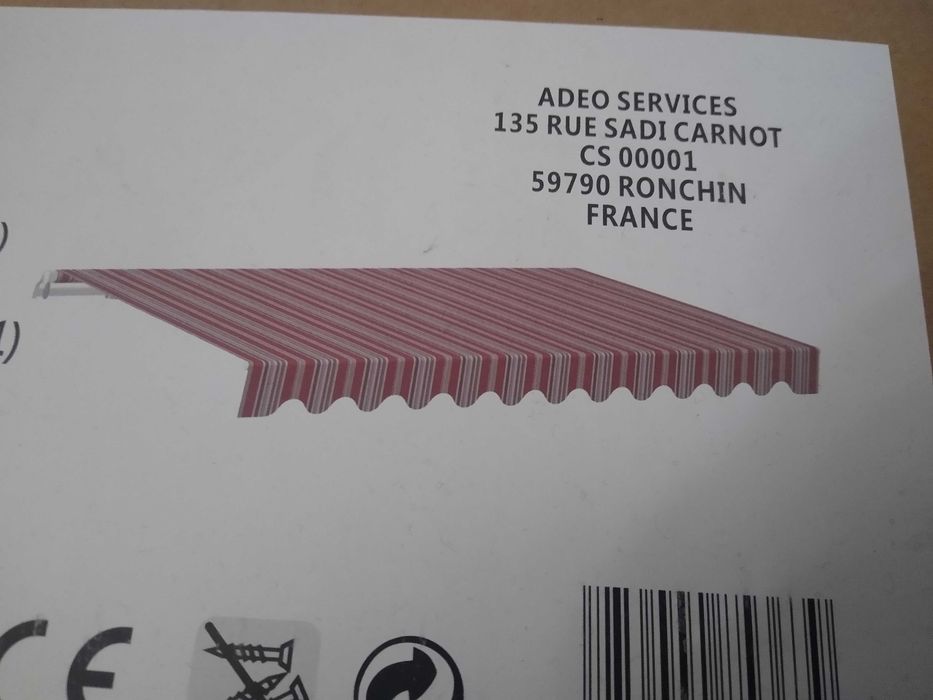 ADEO SERVICES
135 RUE SADI CARNOT
CS 00001
59790 RONCHIN
FRANCE
)
)
CE